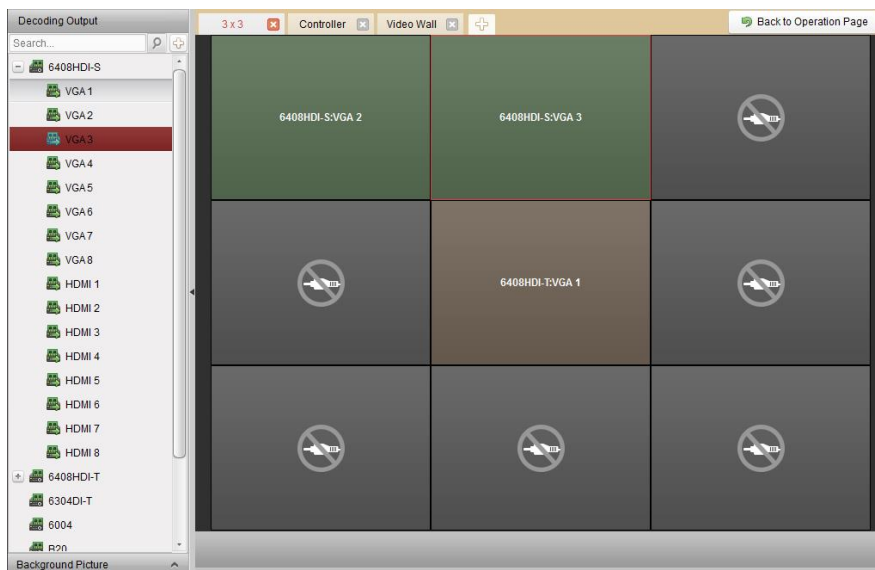 Decoding Output
Search...
6408HDI-S
VGA 1
VGA 2
VGA 3
VGA 4
VGA 5
VGA 6
VGA 7
VGA 8
HDMI 1
HDMI 2
HDMI 3
HDMI 4
HDMI 5
HDMI 6
HDMI 7
HDMI 8
6408HDI-T
6304DI-T
6004
B20
Background Picture
3 x 3
Controller
Video Wall
Back to Operation Page
6408HDI-S:VGA 2
6408HDI-S:VGA 3
6408HDI-T:VGA 1